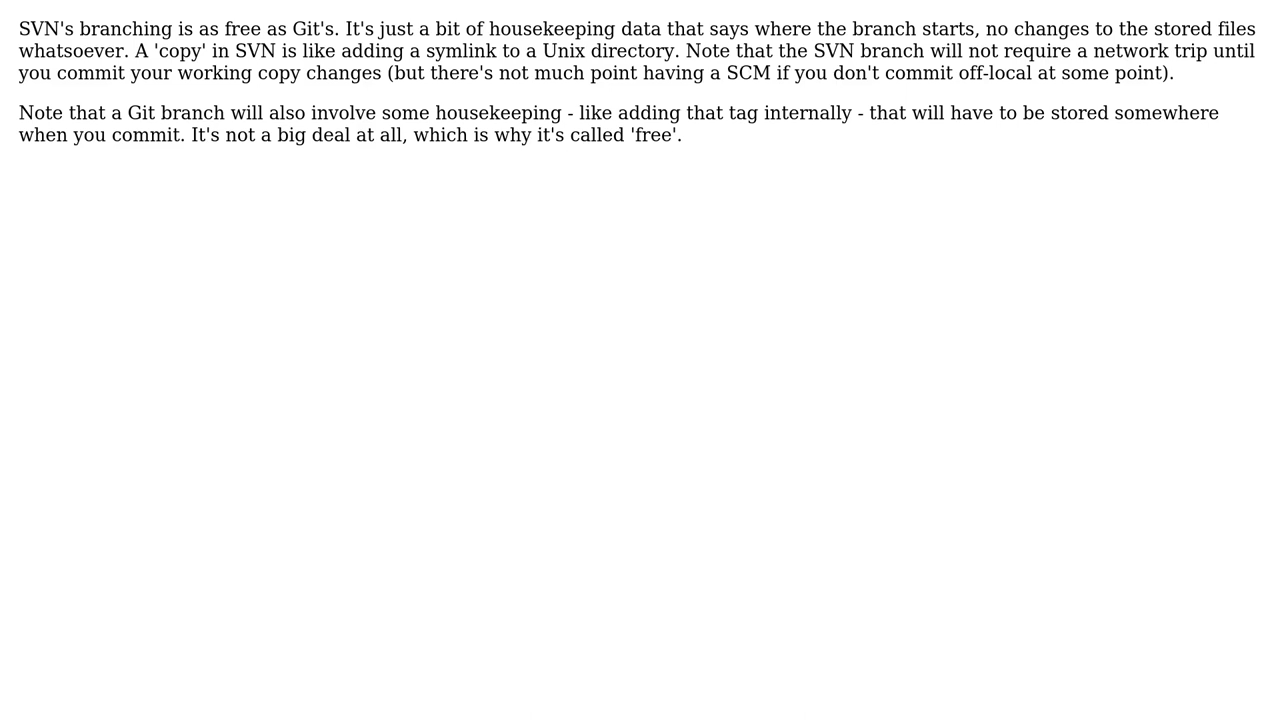 SVN's branching is as free as Git's. It's just a bit of housekeeping data that says where the branch starts, no changes to the stored files
whatsoever. A 'copy' in SVN is like adding a symlink to a Unix directory. Note that the SVN branch will not require a network trip until
you commit your working copy changes (but there's not much point having a SCM if you don't commit off-local at some point).
Note that a Git branch will also involve some housekeeping - like adding that tag internally - that will have to be stored somewhere
when you commit. It's not a big deal at all, which is why it's called 'free'.